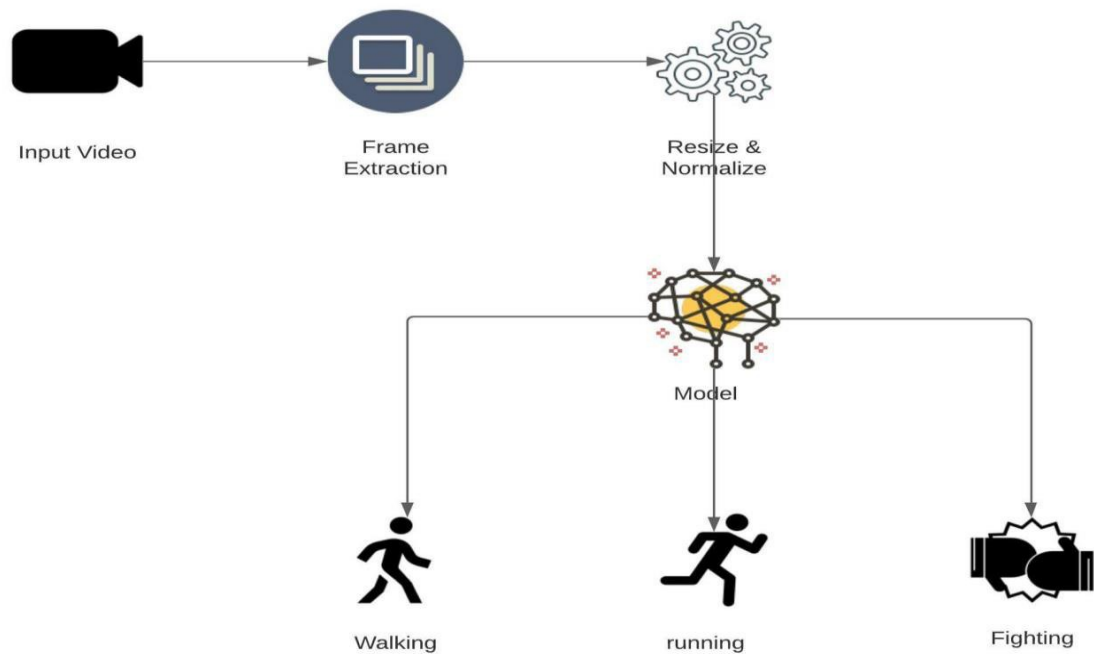 Input Video
Frame
Extraction
Resize &
Normalize
Model
Walking
running
Fighting